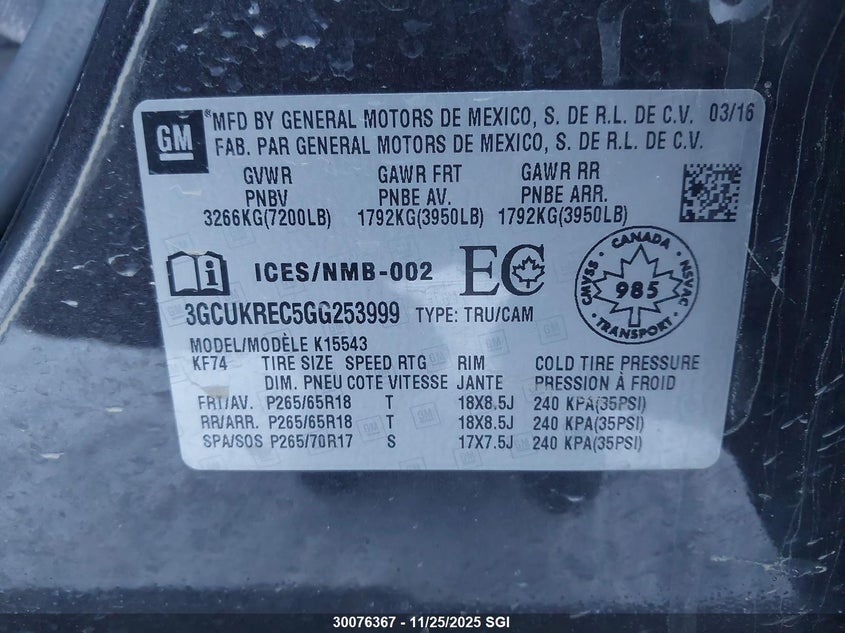 GM
® MFD BY GENERAL MOTORS DE MEXICO, S. DE R.L. DE C.V. 03/16
FAB. PAR GENERAL MOTORS DE MEXICO, S. DE R.L. DE C.V.
GVWR GAWR FRT GAWR RR
PNBV PNBE AV. PNBE ARR.
3266KG(7200LB) 1792KG(3950LB) 1792KG(3950LB)
i ICES/NMB-002 EC
CANADA
CMVSS 985 NSVAC
TRANSPORT
3GCUKREC5GG253999 TYPE: TRU/CAM
MODEL/MODÈLE K15543
KF74 TIRE SIZE SPEED RTG RIM COLD TIRE PRESSURE
DIM. PNEU COTE VITESSE JANTE PRESSION À FROID
FRT/AV. P265/65R18 T 18X8.5J 240 KPA(35PSI)
RR/ARR. P265/65R18 T 18X8.5J 240 KPA(35PSI)
SPA/SOS P265/70R17 S 17X7.5J 240 KPA(35PSI)
30076367 - 11/25/2025 SGI